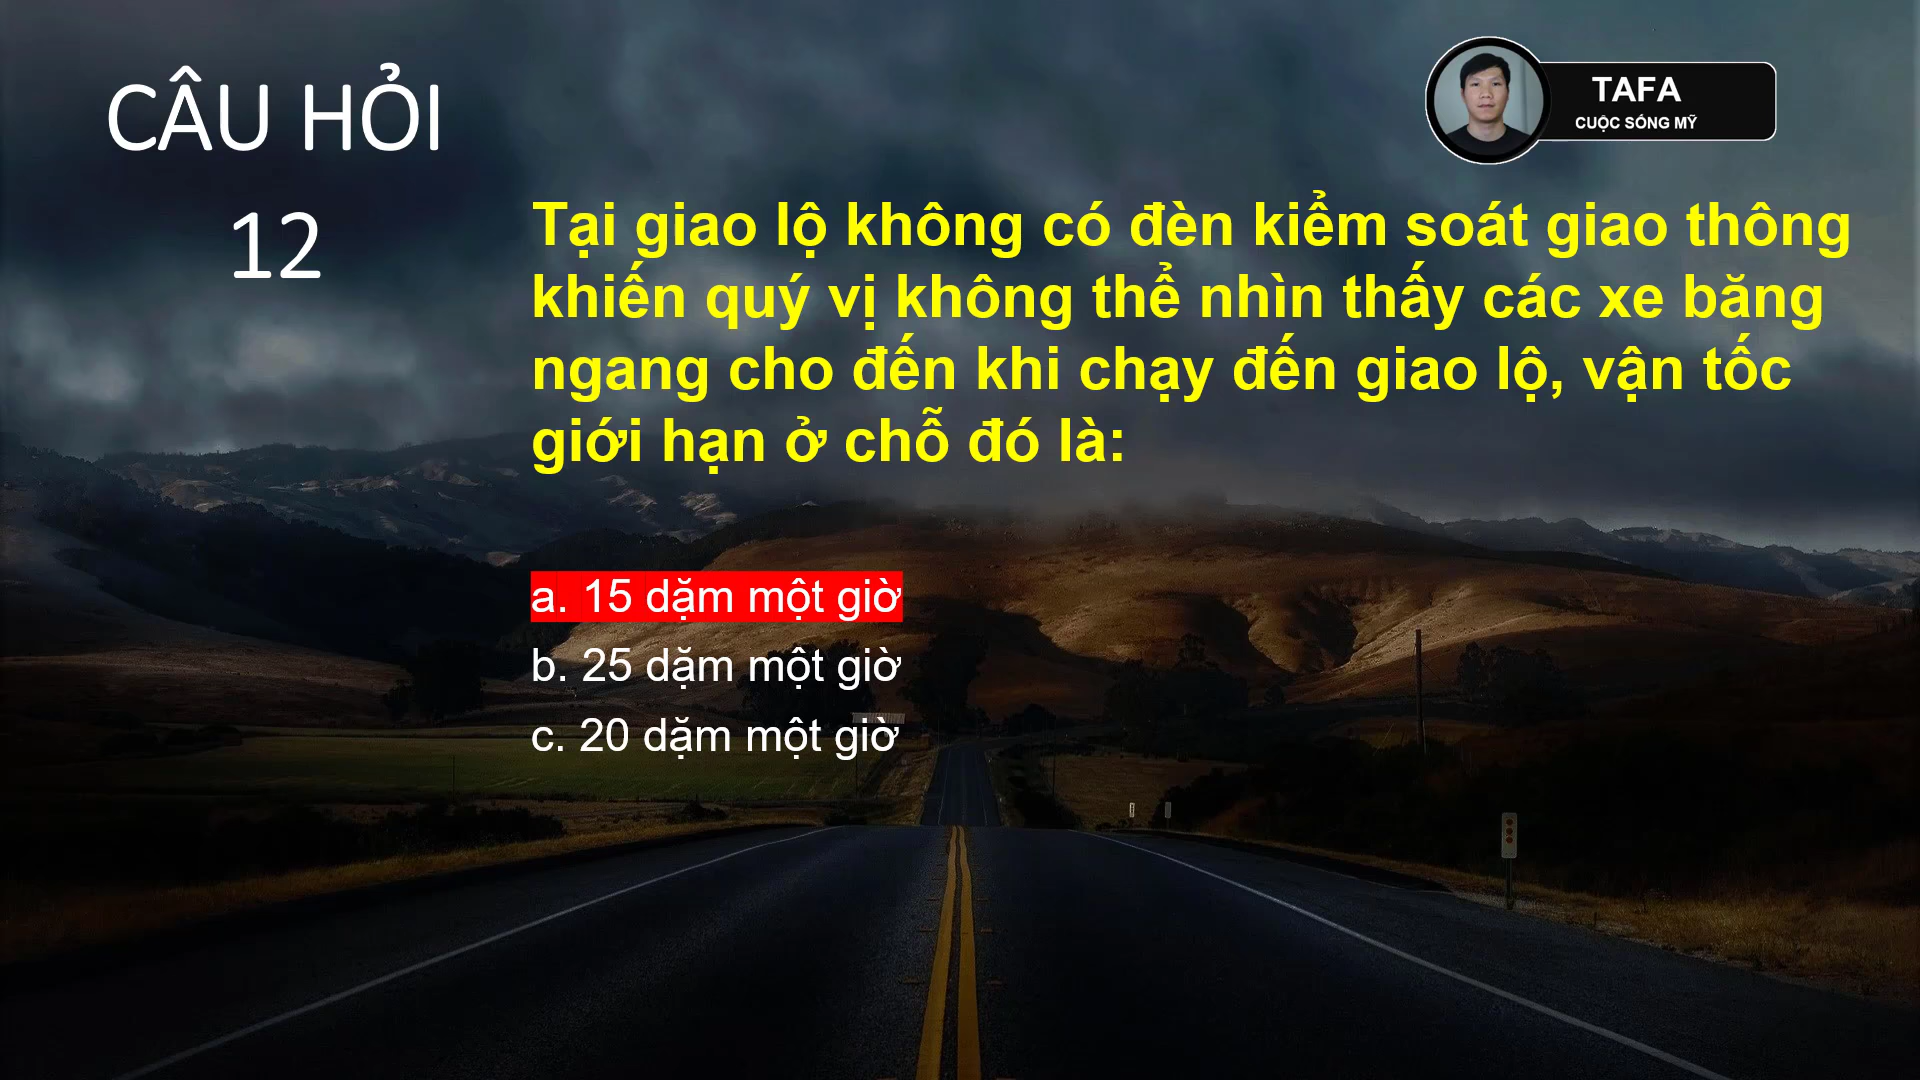 CÂU HỎI
12
TAFA
CUỘC SỐNG MỸ
Tại giao lộ không có đèn kiểm soát giao thông
khiến quý vị không thể nhìn thấy các xe băng
ngang cho đến khi chạy đến giao lộ, vận tốc
giới hạn ở chỗ đó là:
a. 15 dặm một giờ
b. 25 dặm một giờ
c. 20 dặm một giờ